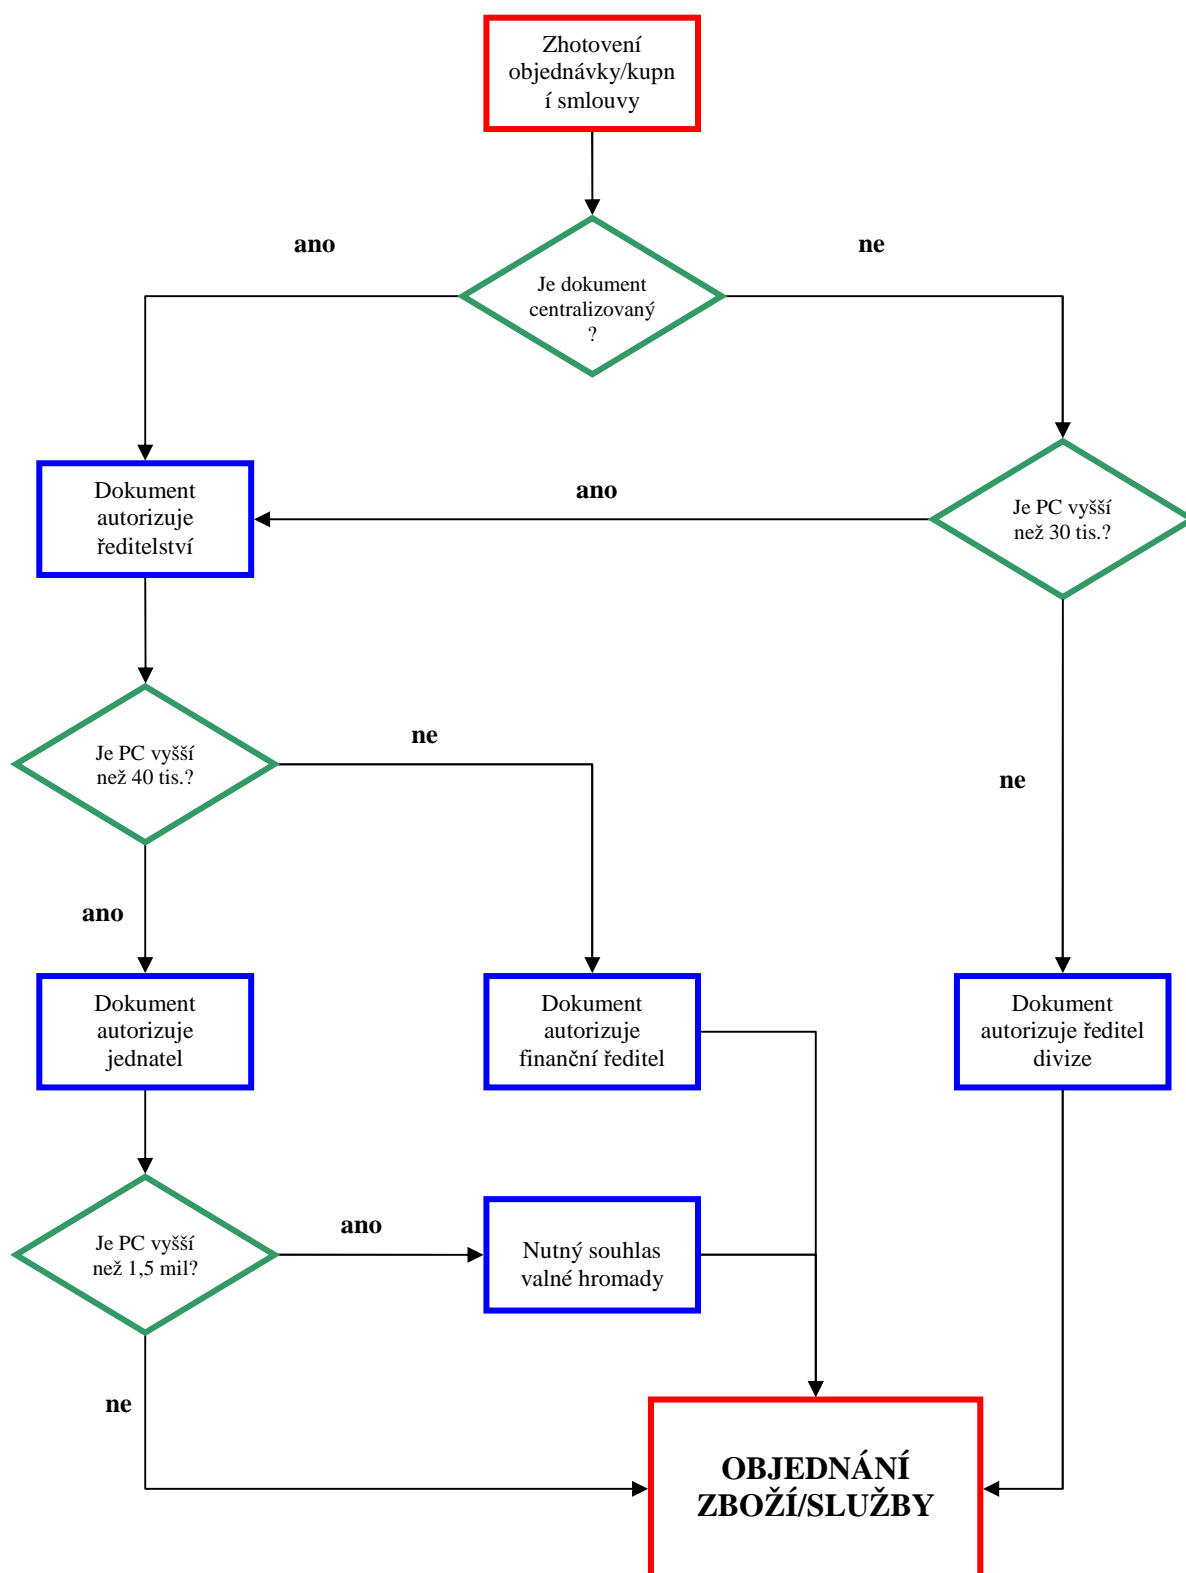 Zhotovení
objednávky/kupn
í smlouvy
ano
ne
Je dokument
centralizovaný
?
Dokument
autorizuje
ředitelství
ano
Je PC vyšší
než 30 tis.?
Je PC vyšší
než 40 tis.?
ne
ne
ano
Dokument
autorizuje
jednatel
Dokument
autorizuje
finanční ředitel
Dokument
autorizuje ředitel
divize
Je PC vyšší
než 1,5 mil?
ano
Nutný souhlas
valné hromady
ne
OBJEDNÁNÍ
ZBOŽÍ/SLUŽBY